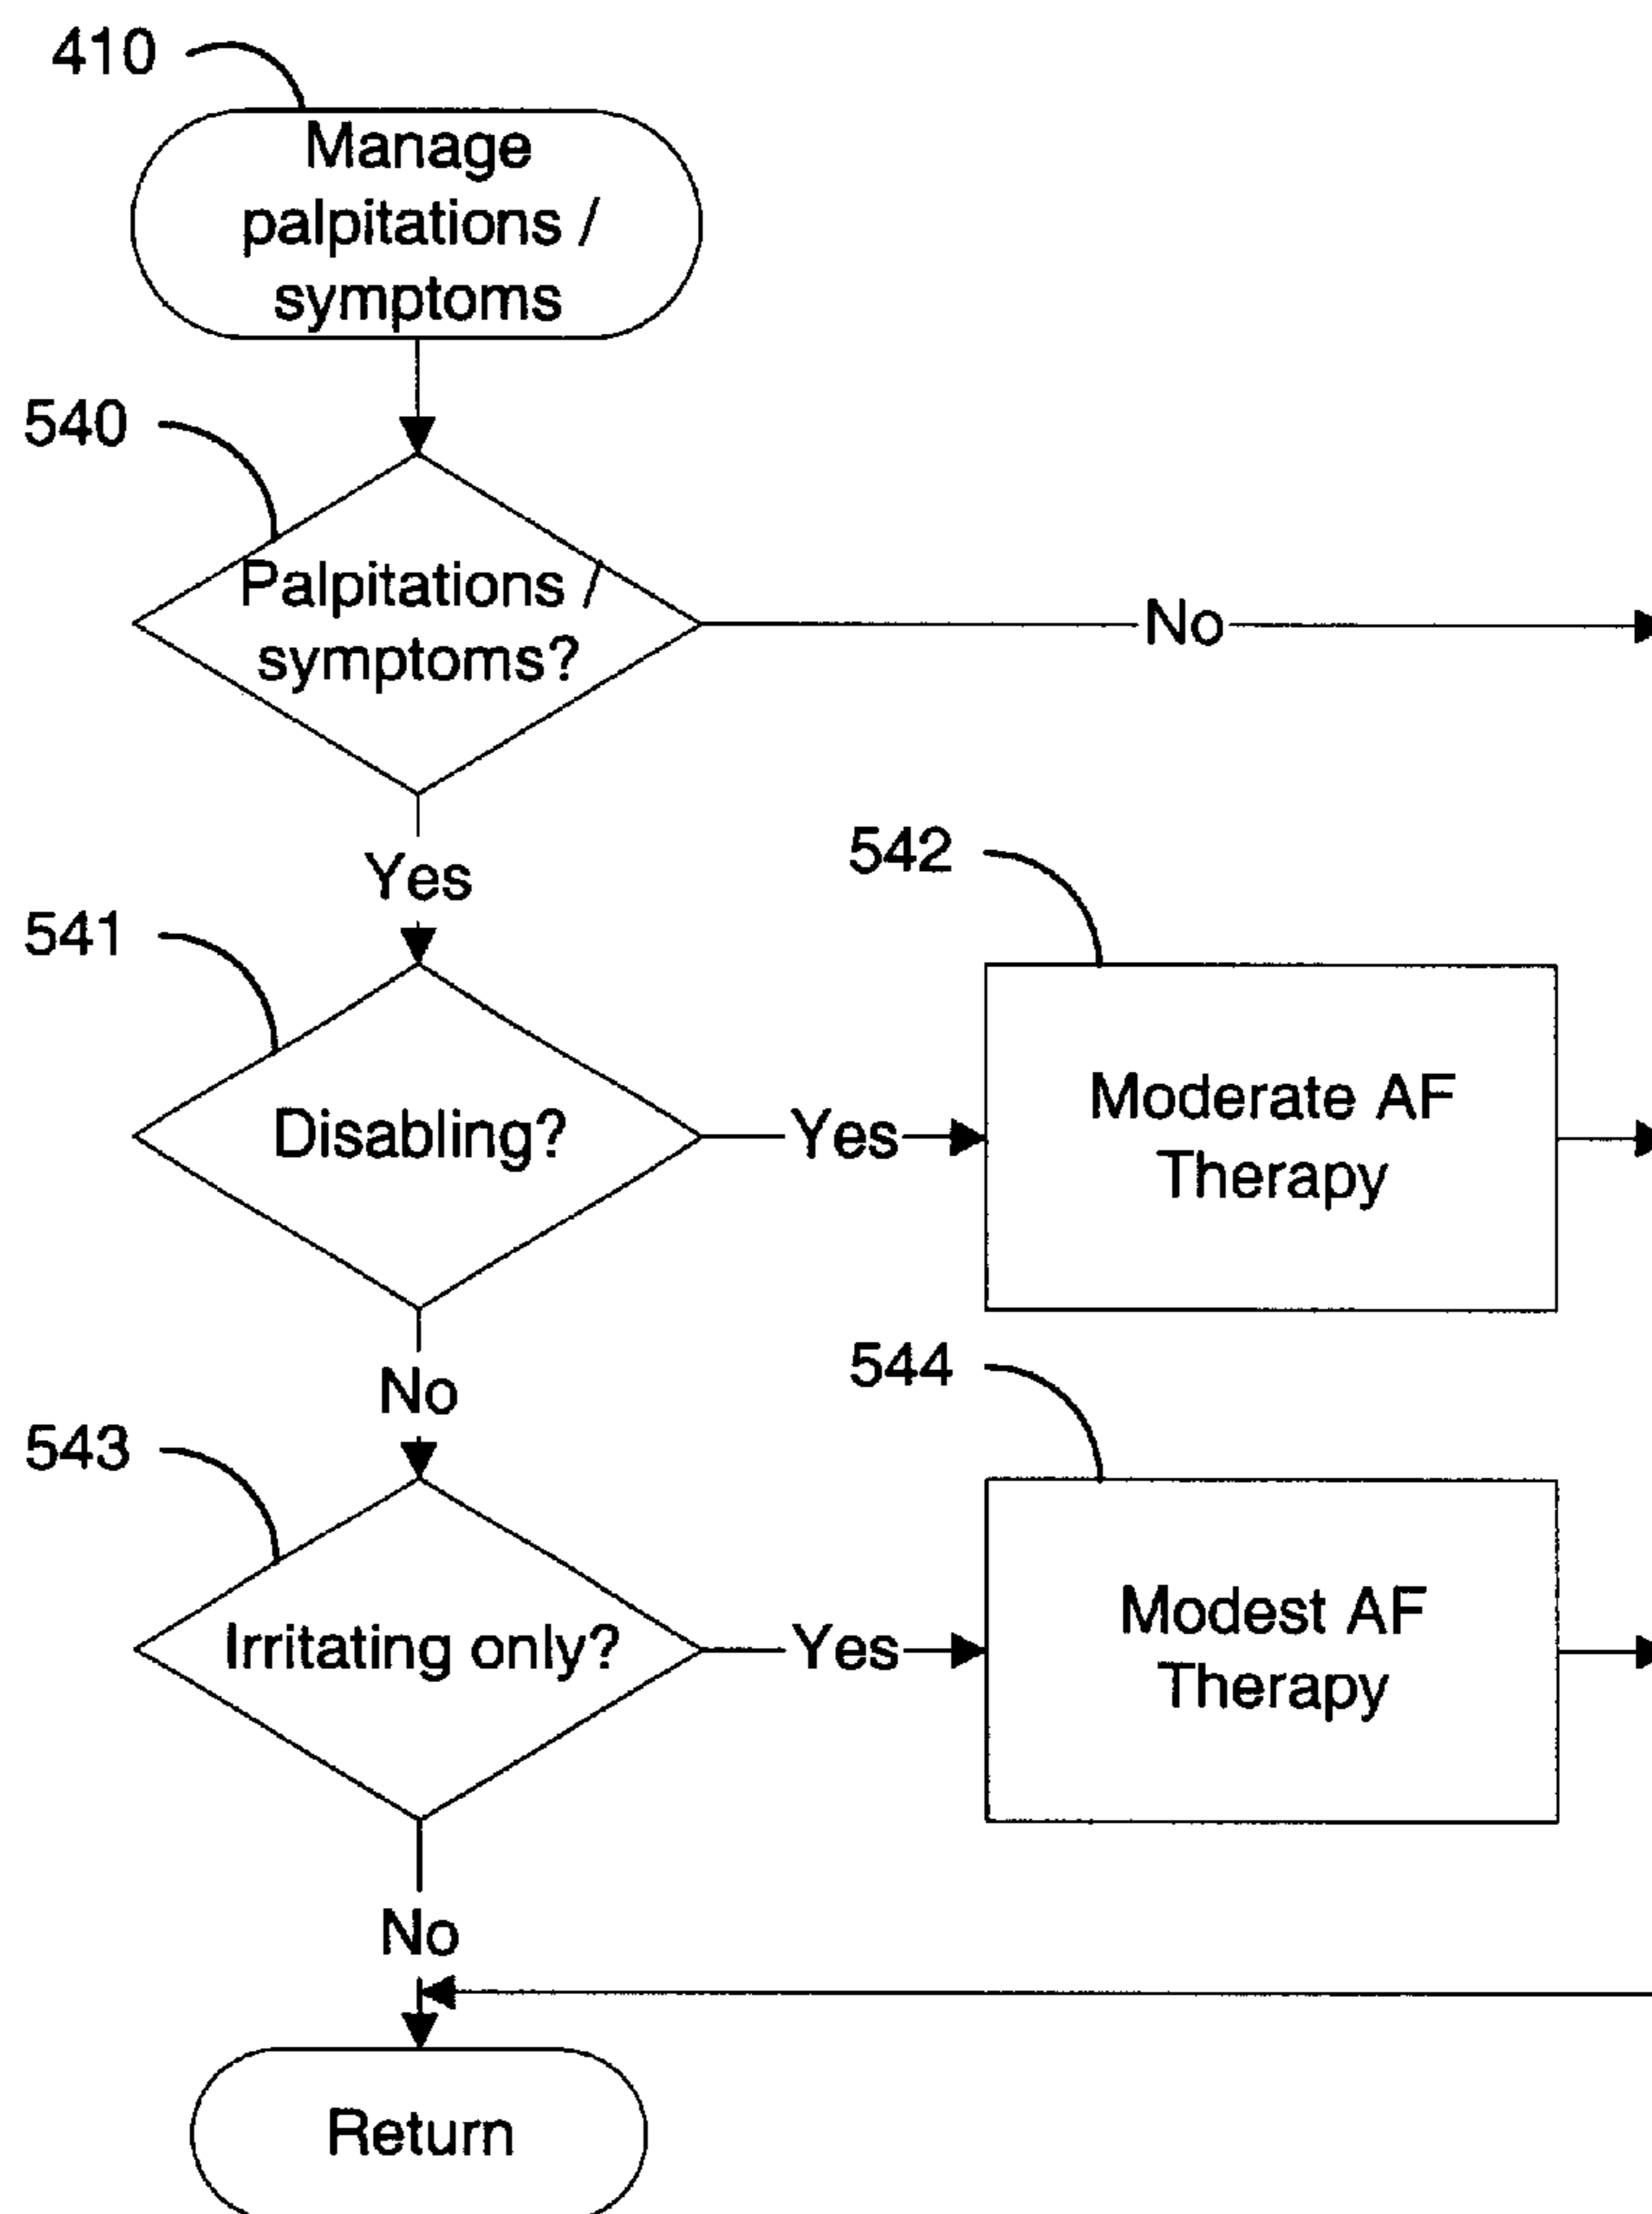 410
Manage
palpitations /
symptoms
540
Palpitations /
symptoms?
No
Yes
541
Disabling?
Yes
542
Moderate AF
Therapy
No
543
Irritating only?
Yes
544
Modest AF
Therapy
No
Return